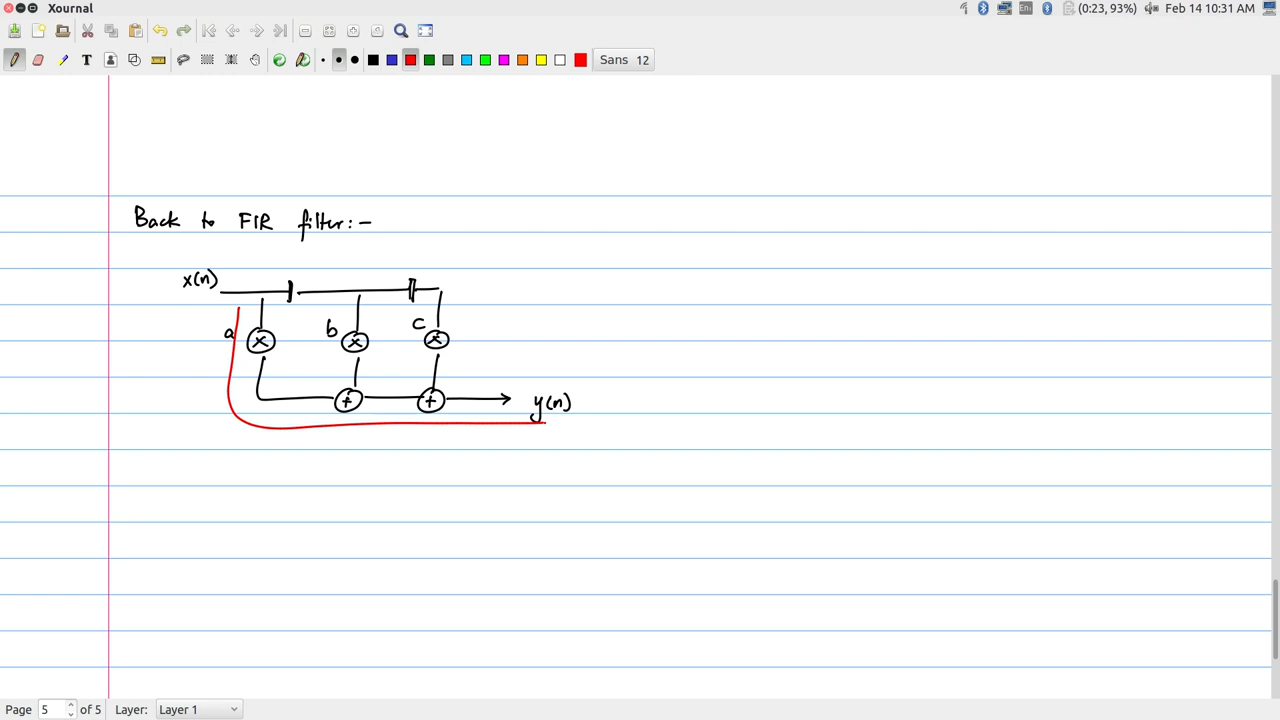 Xournal
(0:23, 93%) Feb 14 10:31 AM
En
T
Sans 12
Back to FIR filter:-
x(n)
a x b x c x
+ + y(n)
Page 5 of 5 Layer: Layer 1